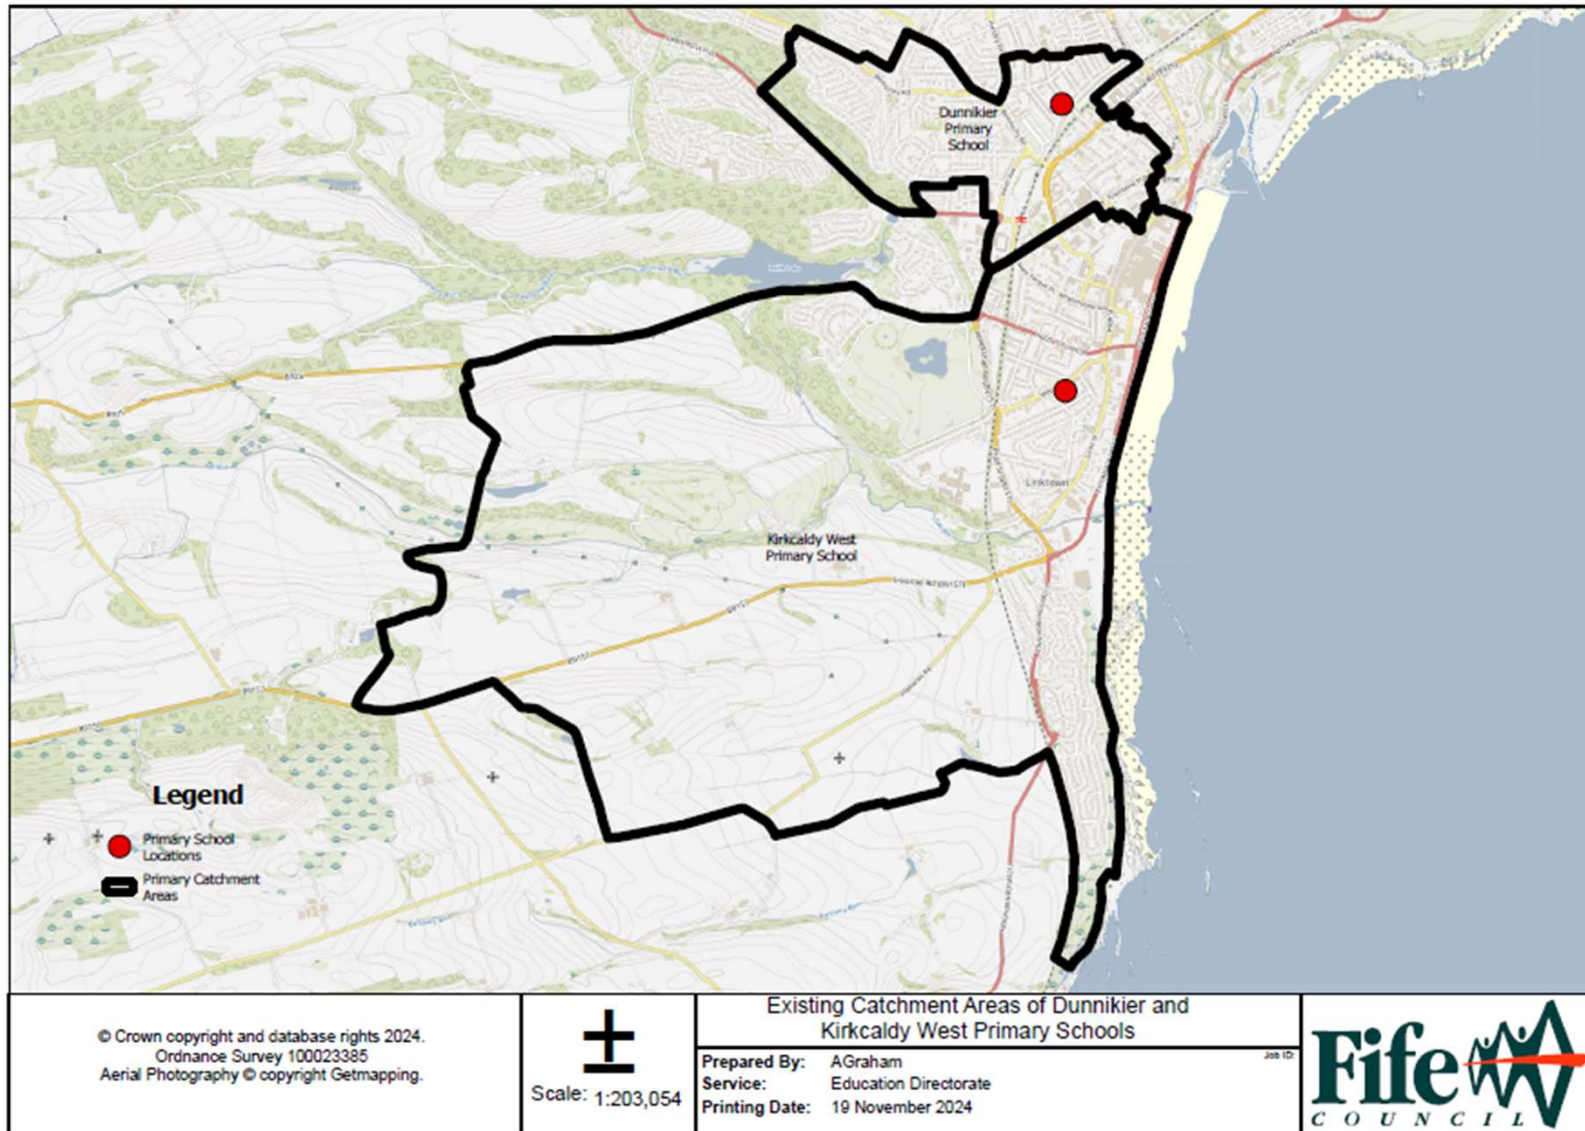 Dunnikier
Primary
School
Linktown
Kirkcaldy West
Primary School
B925
B9157
Legend
Primary School
Locations
Primary Catchment
Areas
© Crown copyright and database rights 2024.
Ordnance Survey 100023385
Aerial Photography © copyright Getmapping.
Scale: 1:203,054
Existing Catchment Areas of Dunnikier and
Kirkcaldy West Primary Schools
Job ID:
Prepared By: AGraham
Service: Education Directorate
Printing Date: 19 November 2024
Fife
COUNCIL